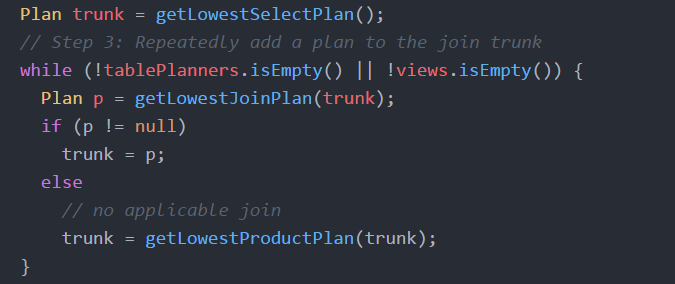 Plan trunk = getLowestSelectPlan();
// Step 3: Repeatedly add a plan to the join trunk
while (!tablePlanners.isEmpty() || !views.isEmpty()) {
  Plan p = getLowestJoinPlan(trunk);
  if (p != null)
    trunk = p;
  else
    // no applicable join
    trunk = getLowestProductPlan(trunk);
}